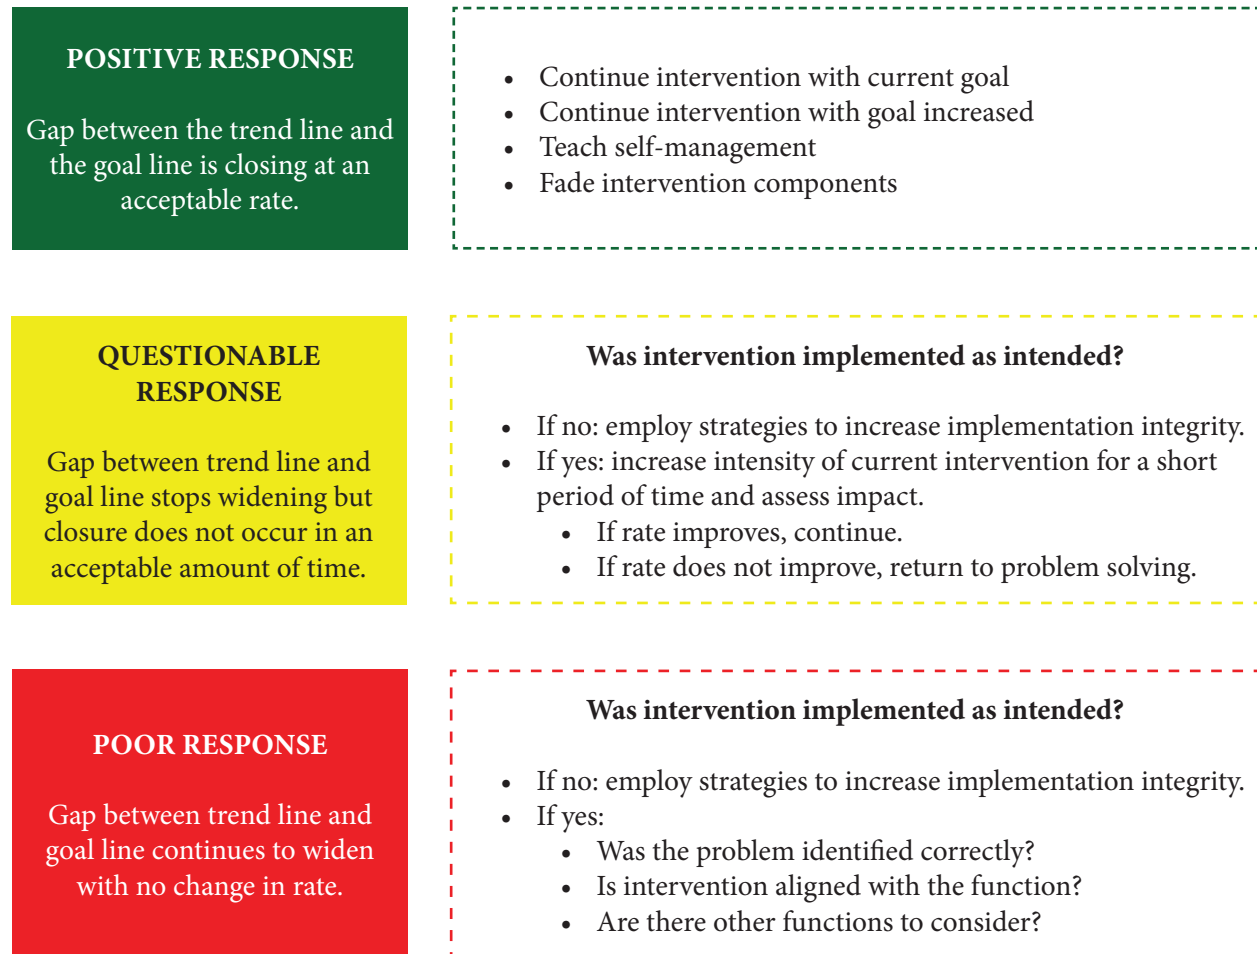 POSITIVE RESPONSE
Gap between the trend line and
the goal line is closing at an
acceptable rate.
• Continue intervention with current goal
• Continue intervention with goal increased
• Teach self-management
• Fade intervention components
QUESTIONABLE
RESPONSE
Gap between trend line and
goal line stops widening but
closure does not occur in an
acceptable amount of time.
Was intervention implemented as intended?
• If no: employ strategies to increase implementation integrity.
• If yes: increase intensity of current intervention for a short
period of time and assess impact.
• If rate improves, continue.
• If rate does not improve, return to problem solving.
POOR RESPONSE
Gap between trend line and
goal line continues to widen
with no change in rate.
Was intervention implemented as intended?
• If no: employ strategies to increase implementation integrity.
• If yes:
• Was the problem identified correctly?
• Is intervention aligned with the function?
• Are there other functions to consider?